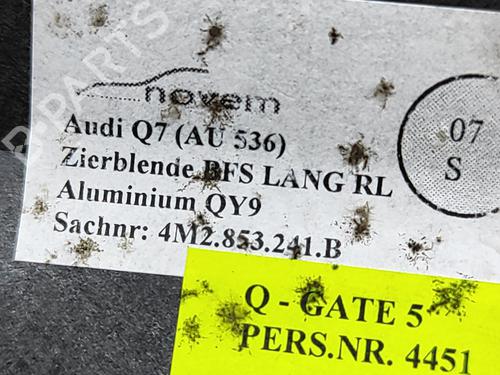 novem
Audi Q7 (AU 536)
Zierblende BFS LANG RL
Aluminium QY9
Sachnr: 4M2.853.241.B
07
S
Q - GATE 5
PERS.NR. 4451
B-PARTS